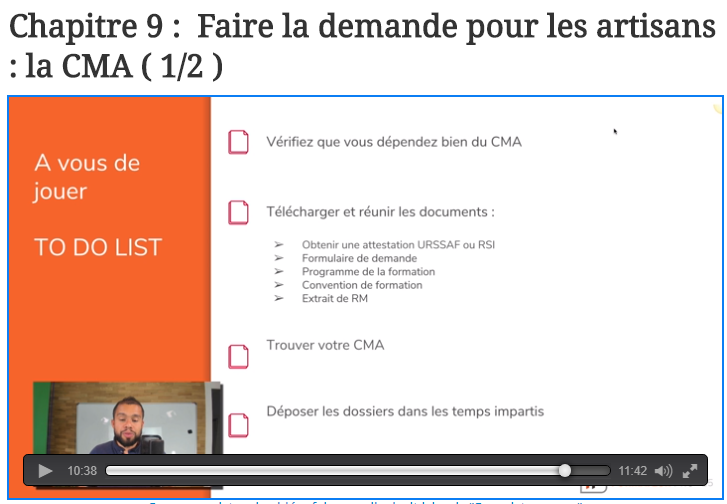 Chapitre 9 :  Faire la demande pour les artisans
: la CMA ( 1/2 )
A vous de
jouer
TO DO LIST
Vérifiez que vous dépendez bien du CMA
Télécharger et réunir les documents :
➢ Obtenir une attestation URSSAF ou RSI
➢ Formulaire de demande
➢ Programme de la formation
➢ Convention de formation
➢ Extrait de RM
Trouver votre CMA
Déposer les dossiers dans les temps impartis
10:38
11:42